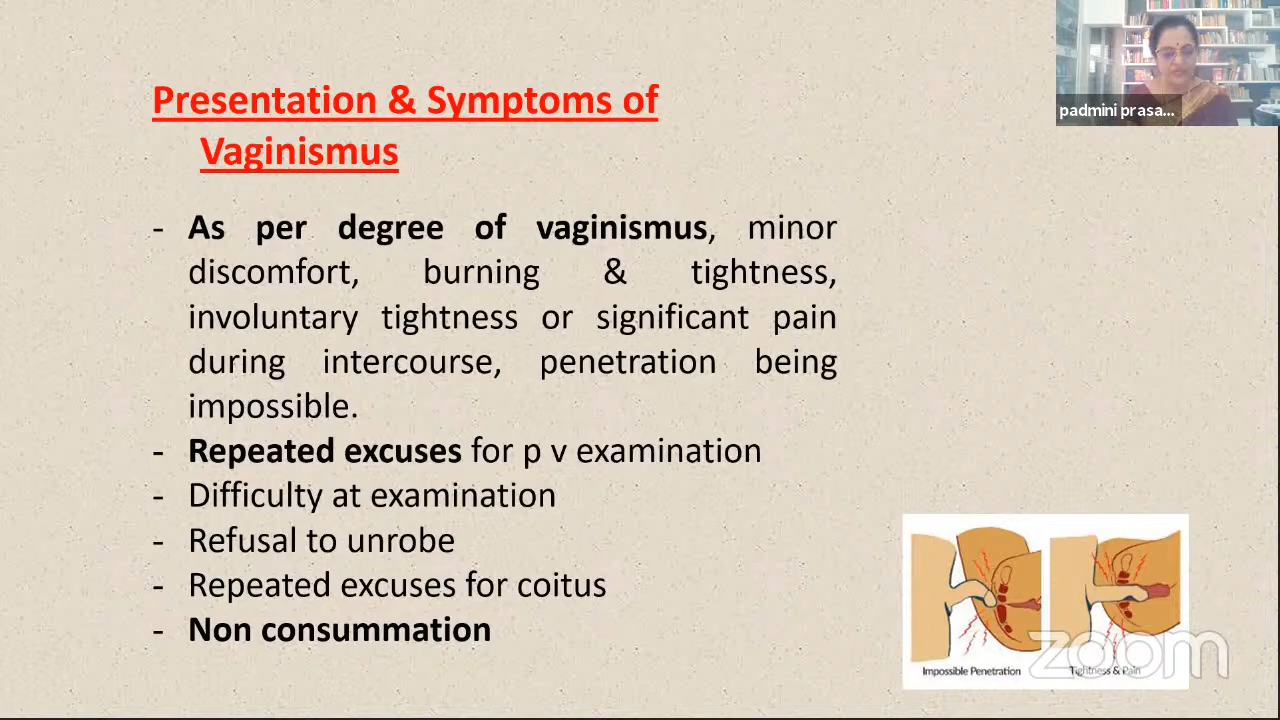 Presentation & Symptoms of
Vaginismus
- As per degree of vaginismus, minor
discomfort, burning & tightness,
involuntary tightness or significant pain
during intercourse, penetration being
impossible.
- Repeated excuses for p v examination
- Difficulty at examination
- Refusal to unrobe
- Repeated excuses for coitus
- Non consummation
padmini prasa...
Impossible Penetration
Tightness & Pain
zoom